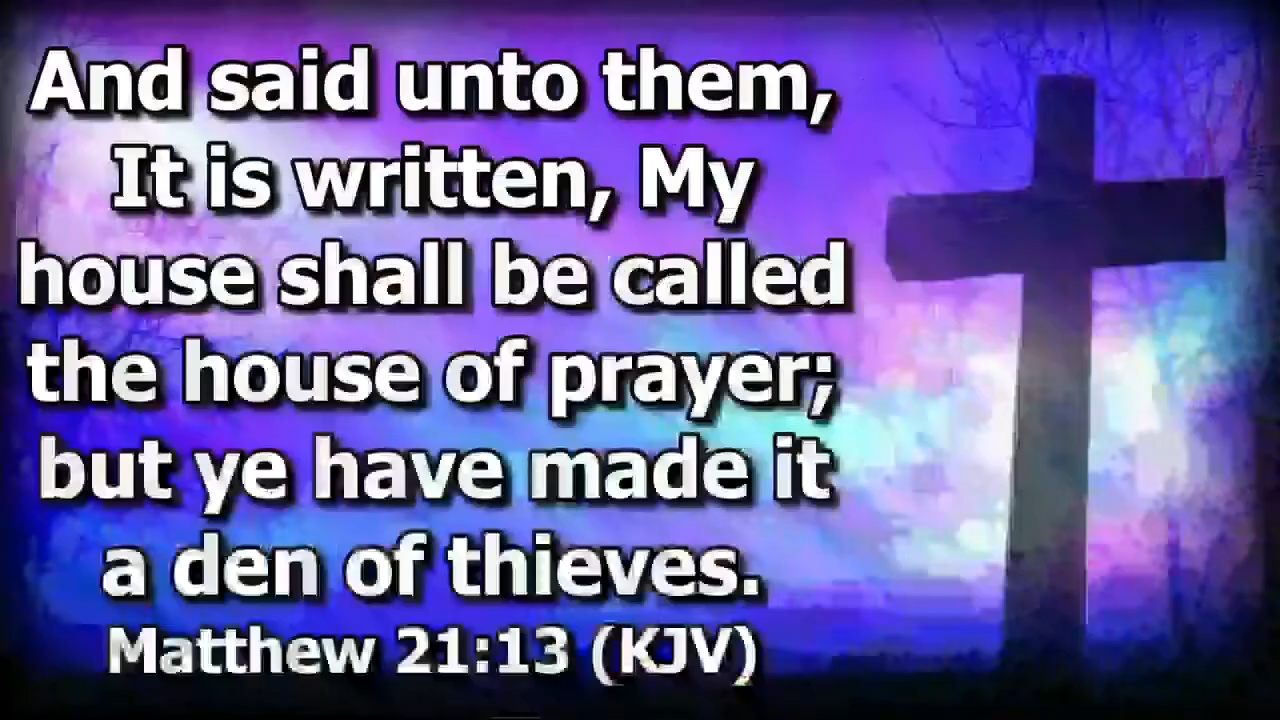 And said unto them,
It is written, My
house shall be called
the house of prayer;
but ye have made it
a den of thieves.
Matthew 21:13 (KJV)